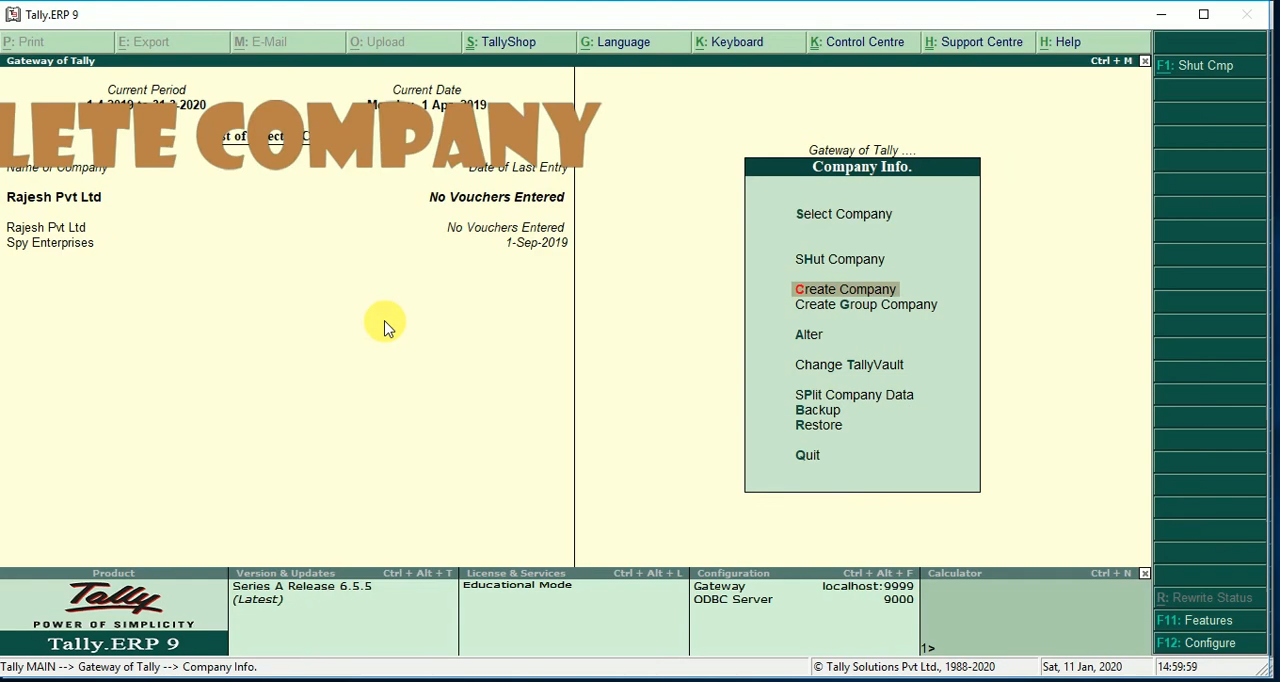 Tally.ERP 9
P: Print
E: Export
M: E-Mail
O: Upload
S: TallyShop
G: Language
K: Keyboard
K: Control Centre
H: Support Centre
H: Help
Gateway of Tally
Ctrl + M
F1: Shut Cmp
Current Period
Current Date
LETE COMPANY
Name of Company
Date of Last Entry
Rajesh Pvt Ltd
No Vouchers Entered
Rajesh Pvt Ltd
No Vouchers Entered
Spy Enterprises
1-Sep-2019
Gateway of Tally ....
Company Info.
Select Company
SHut Company
Create Company
Create Group Company
Alter
Change TallyVault
SPlit Company Data
Backup
Restore
Quit
Product
Tally
POWER OF SIMPLICITY
Tally.ERP 9
Version & Updates Ctrl + Alt + T
Series A Release 6.5.5
(Latest)
License & Services Ctrl + Alt + L
Educational Mode
Configuration Ctrl + Alt + F
Gateway localhost:9999
ODBC Server 9000
Calculator Ctrl + N
1>
R: Rewrite Status
F11: Features
F12: Configure
Tally MAIN --> Gateway of Tally --> Company Info.
© Tally Solutions Pvt Ltd., 1988-2020
Sat, 11 Jan, 2020
14:59:59